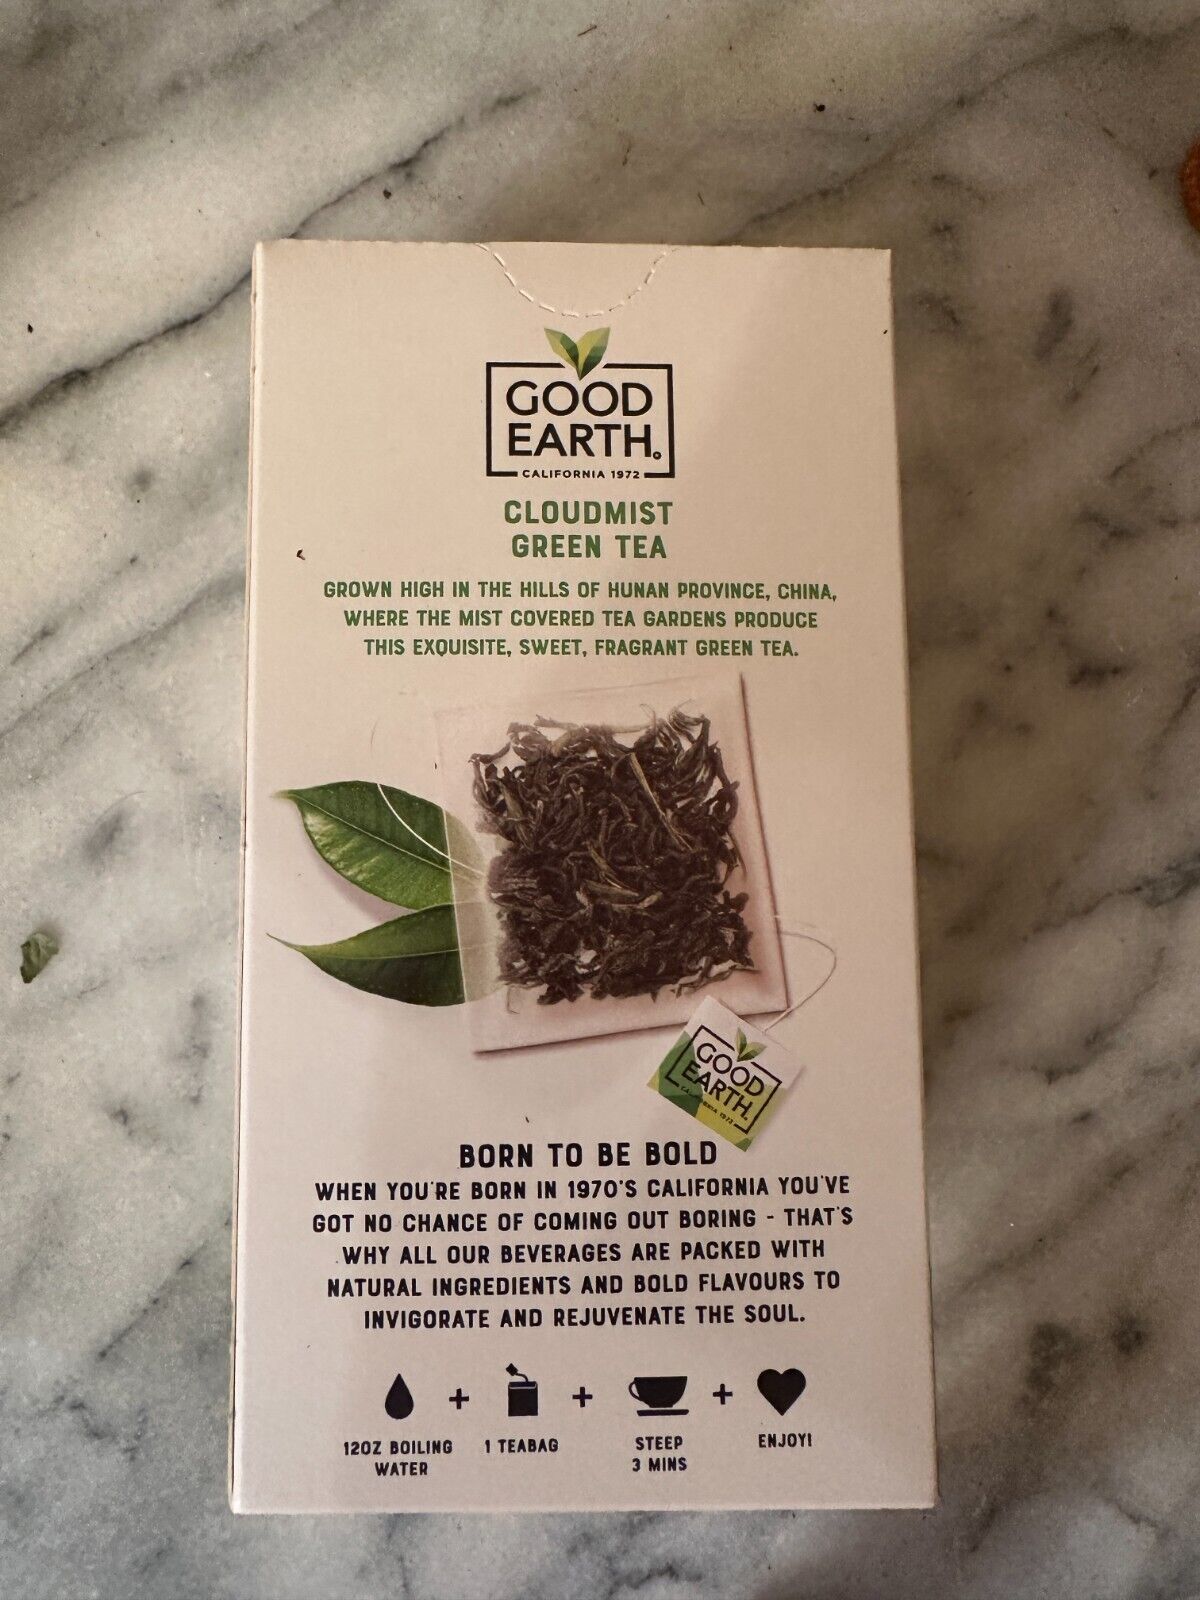 GOOD
EARTH®
CALIFORNIA 1972
CLOUDMIST
GREEN TEA
GROWN HIGH IN THE HILLS OF HUNAN PROVINCE, CHINA,
WHERE THE MIST COVERED TEA GARDENS PRODUCE
THIS EXQUISITE, SWEET, FRAGRANT GREEN TEA.
GOOD
EARTH®
CALIFORNIA 1972
BORN TO BE BOLD
WHEN YOU'RE BORN IN 1970'S CALIFORNIA YOU'VE
GOT NO CHANCE OF COMING OUT BORING - THAT'S
WHY ALL OUR BEVERAGES ARE PACKED WITH
NATURAL INGREDIENTS AND BOLD FLAVOURS TO
INVIGORATE AND REJUVENATE THE SOUL.
+ + +
12OZ BOILING
WATER
1 TEABAG
STEEP
3 MINS
ENJOY!